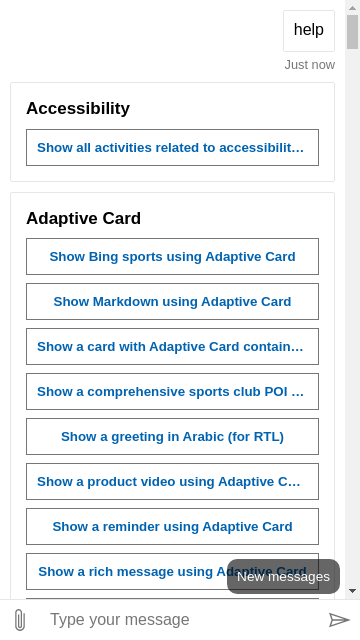 help
Just now
Accessibility
Show all activities related to accessibilit…
Adaptive Card
Show Bing sports using Adaptive Card
Show Markdown using Adaptive Card
Show a card with Adaptive Card contain…
Show a comprehensive sports club POI …
Show a greeting in Arabic (for RTL)
Show a product video using Adaptive C…
Show a reminder using Adaptive Card
Show a rich message using Adaptive Card
New messages
Type your message